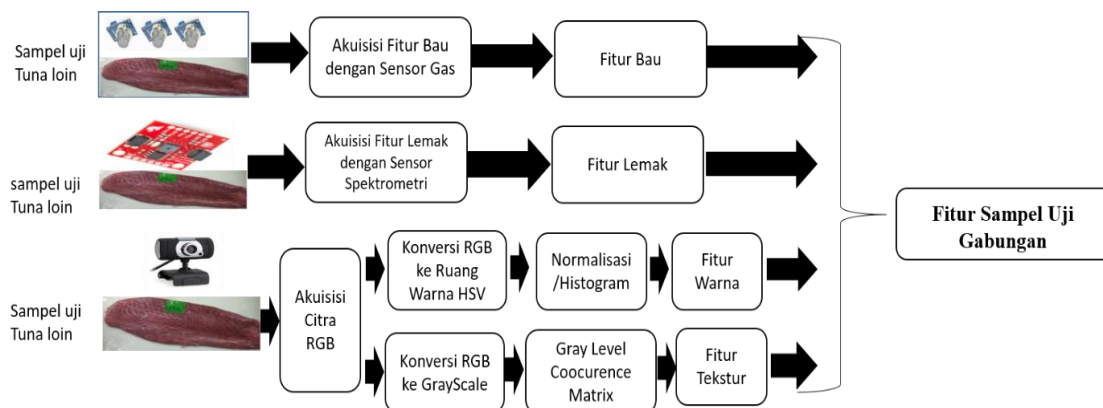 Sampel uji
Tuna loin
Akuisisi Fitur Bau
dengan Sensor Gas
Fitur Bau
sampel uji
Tuna loin
Akuisisi Fitur Lemak
dengan Sensor
Spektrometri
Fitur Lemak
Sampel uji
Tuna loin
Akuisisi
Citra
RGB
Konversi RGB
ke Ruang
Warna HSV
Normalisasi
/Histogram
Fitur
Warna
Konversi RGB
ke GrayScale
Gray Level
Coocurence
Matrix
Fitur
Tekstur
Fitur Sampel Uji
Gabungan